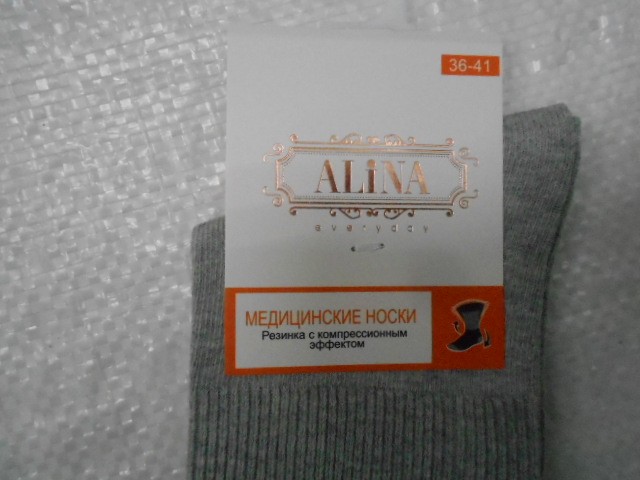 36-41
ALiNA
everyday
МЕДИЦИНСКИЕ НОСКИ
Резинка с компрессионным
эффектом